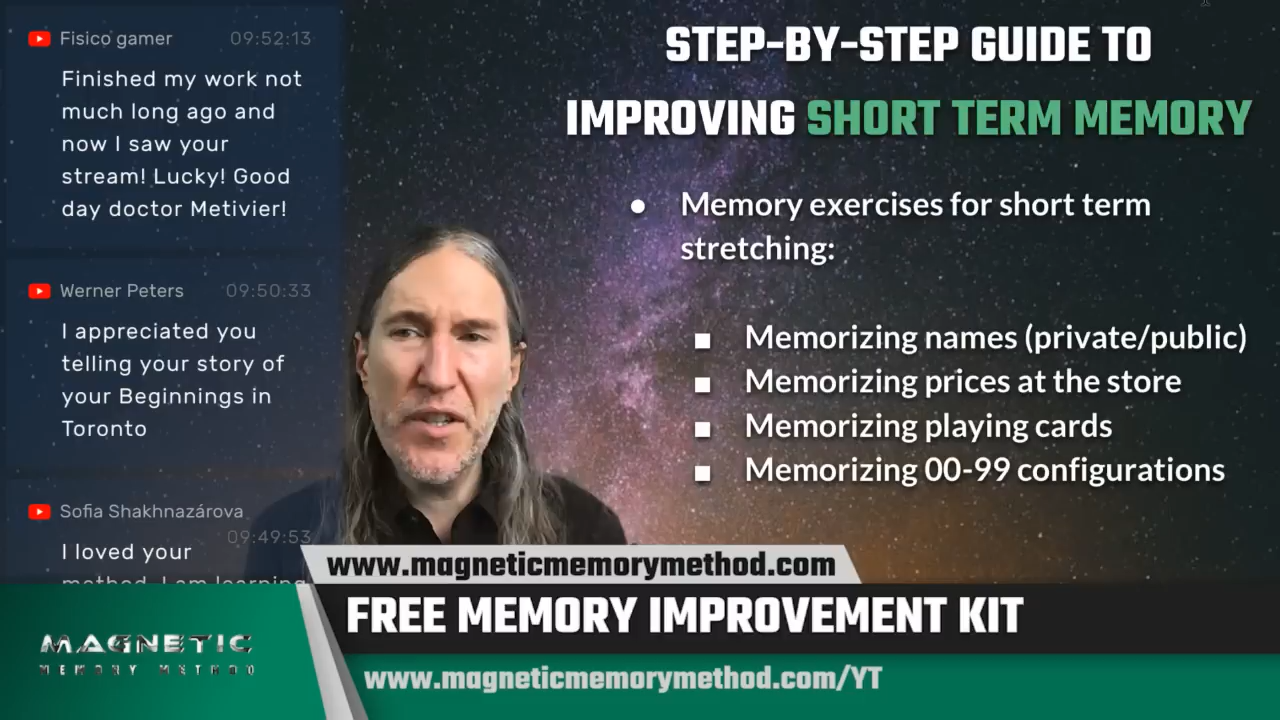 Fisico gamer 09:52:13
Finished my work not
much long ago and
now I saw your
stream! Lucky! Good
day doctor Metivier!
Werner Peters 09:50:33
I appreciated you
telling your story of
your Beginnings in
Toronto
Sofia Shakhnazárova
09:49:53
I loved your
method. I am learning
STEP-BY-STEP GUIDE TO
IMPROVING SHORT TERM MEMORY
● Memory exercises for short term
stretching:
■ Memorizing names (private/public)
■ Memorizing prices at the store
■ Memorizing playing cards
■ Memorizing 00-99 configurations
www.magneticmemorymethod.com
FREE MEMORY IMPROVEMENT KIT
www.magneticmemorymethod.com/YT
MAGNETIC
MEMORY METHOD